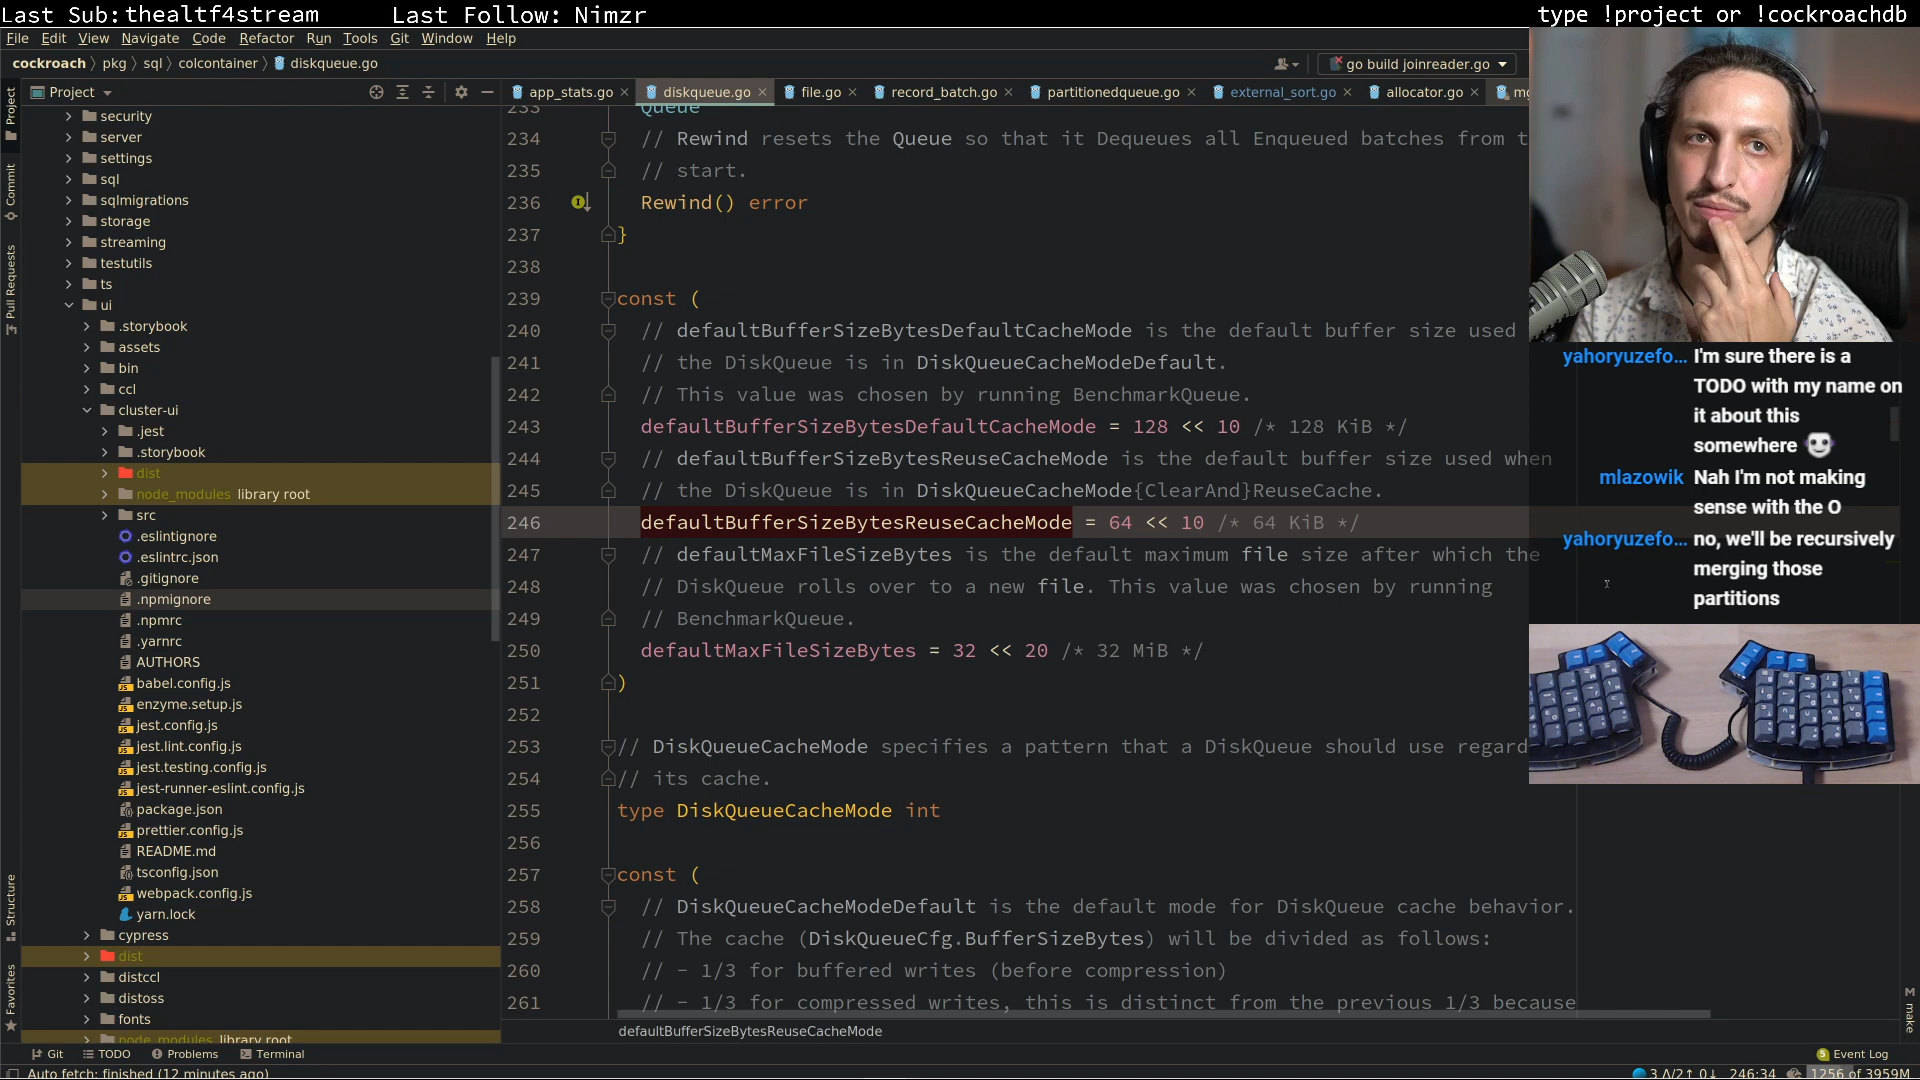 Last Sub:thealtf4stream Last Follow: Nimzr type !project or !cockroachdb
File Edit View Navigate Code Refactor Run Tools Git Window Help
cockroach pkg sql colcontainer diskqueue.go go build joinreader.go
Project app_stats.go diskqueue.go file.go record_batch.go partitionedqueue.go external_sort.go allocator.go
Project
Commit
Pull Requests
Structure
Favorites
security
server
settings
sql
sqlmigrations
storage
streaming
testutils
ts
ui
.storybook
assets
bin
ccl
cluster-ui
.jest
.storybook
dist
node_modules library root
src
.eslintignore
.eslintrc.json
.gitignore
.npmignore
.npmrc
.yarnrc
AUTHORS
babel.config.js
enzyme.setup.js
jest.config.js
jest.lint.config.js
jest.testing.config.js
jest-runner-eslint.config.js
package.json
prettier.config.js
README.md
tsconfig.json
webpack.config.js
yarn.lock
cypress
dist
distccl
distoss
fonts
node_modules library root
233 Queue
234 // Rewind resets the Queue so that it Dequeues all Enqueued batches from t
235 // start.
236 Rewind() error
237 }
238
239 const (
240 // defaultBufferSizeBytesDefaultCacheMode is the default buffer size used
241 // the DiskQueue is in DiskQueueCacheModeDefault.
242 // This value was chosen by running BenchmarkQueue.
243 defaultBufferSizeBytesDefaultCacheMode = 128 << 10 /* 128 KiB */
244 // defaultBufferSizeBytesReuseCacheMode is the default buffer size used when
245 // the DiskQueue is in DiskQueueCacheMode{ClearAnd}ReuseCache.
246 defaultBufferSizeBytesReuseCacheMode = 64 << 10 /* 64 KiB */
247 // defaultMaxFileSizeBytes is the default maximum file size after which the
248 // DiskQueue rolls over to a new file. This value was chosen by running
249 // BenchmarkQueue.
250 defaultMaxFileSizeBytes = 32 << 20 /* 32 MiB */
251 )
252
253 // DiskQueueCacheMode specifies a pattern that a DiskQueue should use regard
254 // its cache.
255 type DiskQueueCacheMode int
256
257 const (
258 // DiskQueueCacheModeDefault is the default mode for DiskQueue cache behavior.
259 // The cache (DiskQueueCfg.BufferSizeBytes) will be divided as follows:
260 // - 1/3 for buffered writes (before compression)
261 // - 1/3 for compressed writes, this is distinct from the previous 1/3 because
defaultBufferSizeBytesReuseCacheMode
yahoryuzefo... I'm sure there is a
TODO with my name on
it about this
somewhere
mlazowik Nah I'm not making
sense with the O
yahoryuzefo... no, we'll be recursively
merging those
partitions
make
Git TODO Problems Terminal 5 Event Log
Auto fetch: finished (12 minutes ago) 246:34 1256 of 3959M